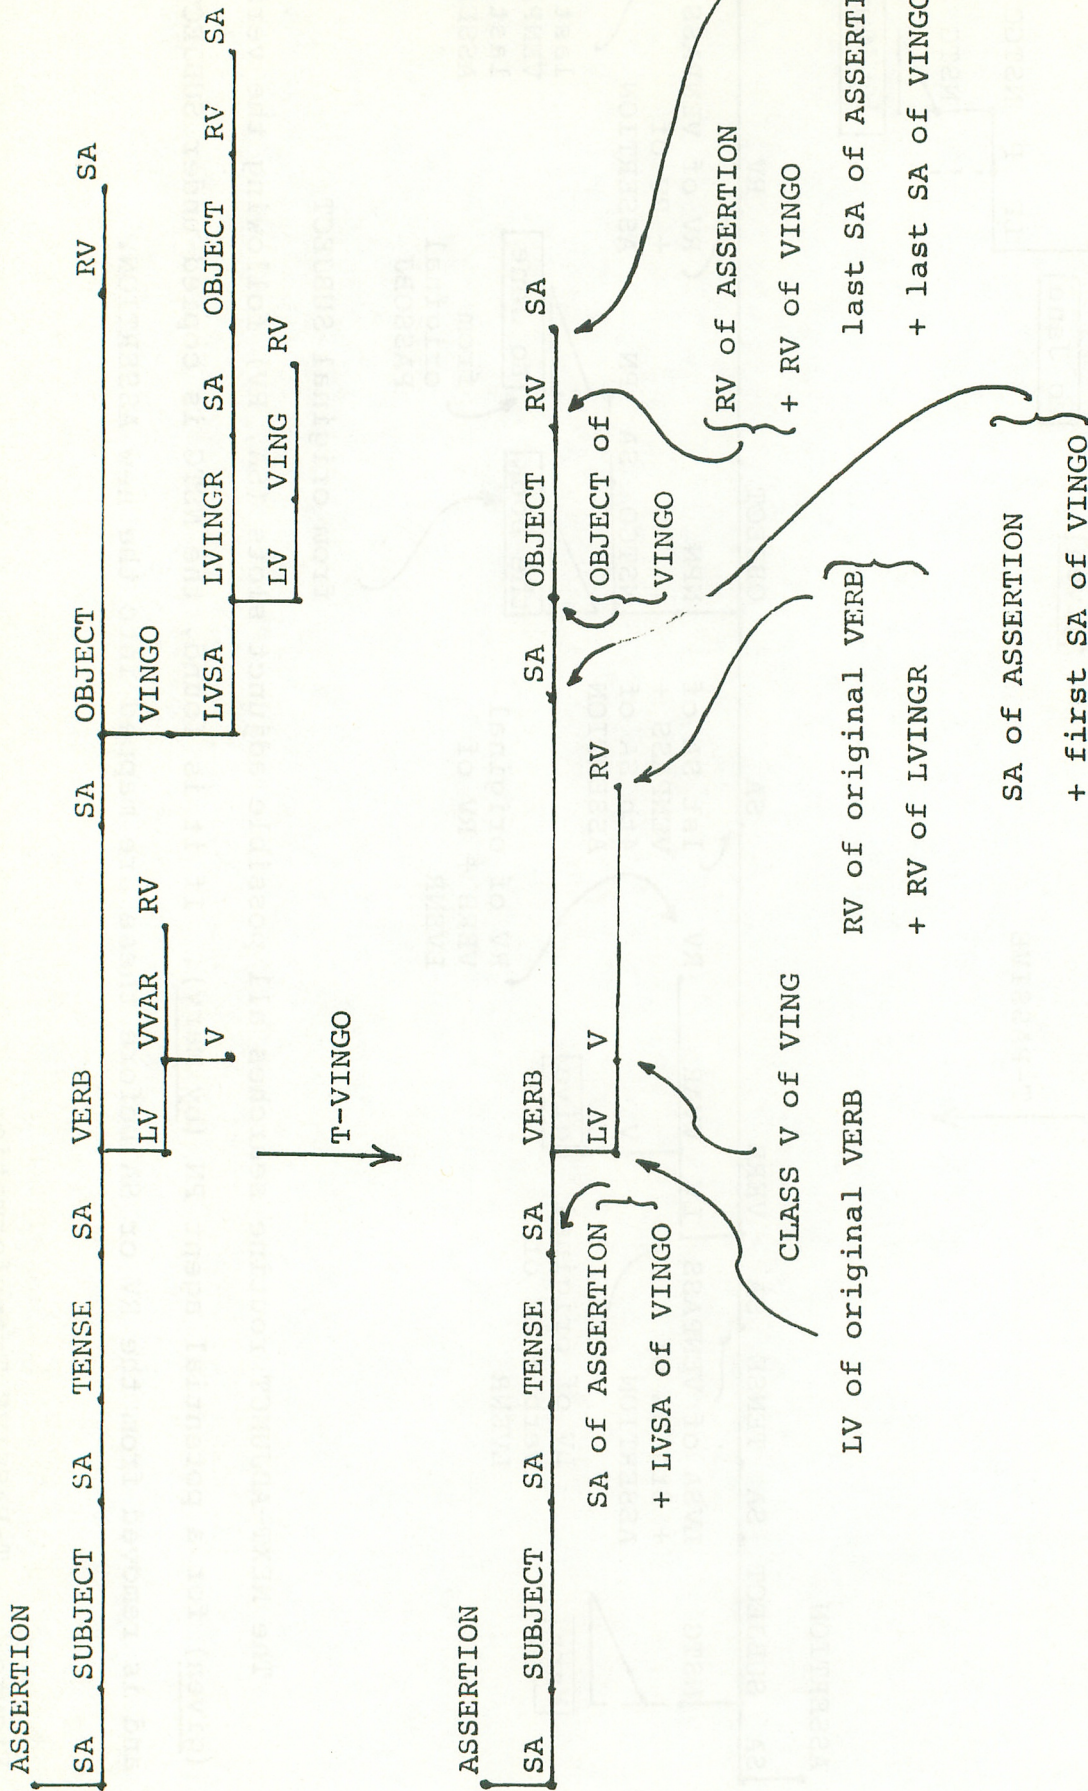 ASSERTION
SA SUBJECT SA TENSE SA VERB SA OBJECT RV SA
LV VVAR RV VINGO
V LVSA LVINGR SA OBJECT RV SA
LV VING RV
T-VINGO
ASSERTION
SA SUBJECT SA TENSE SA VERB SA OBJECT RV SA
SA of ASSERTION LV V RV OBJECT of
+ LVSA of VINGO VINGO
RV of ASSERTION
CLASS V of VING + RV of VINGO
LV of original VERB RV of original VERB last SA of ASSERTI
+ RV of LVINGR + last SA of VINGO
SA of ASSERTION
+ first SA of VINGO